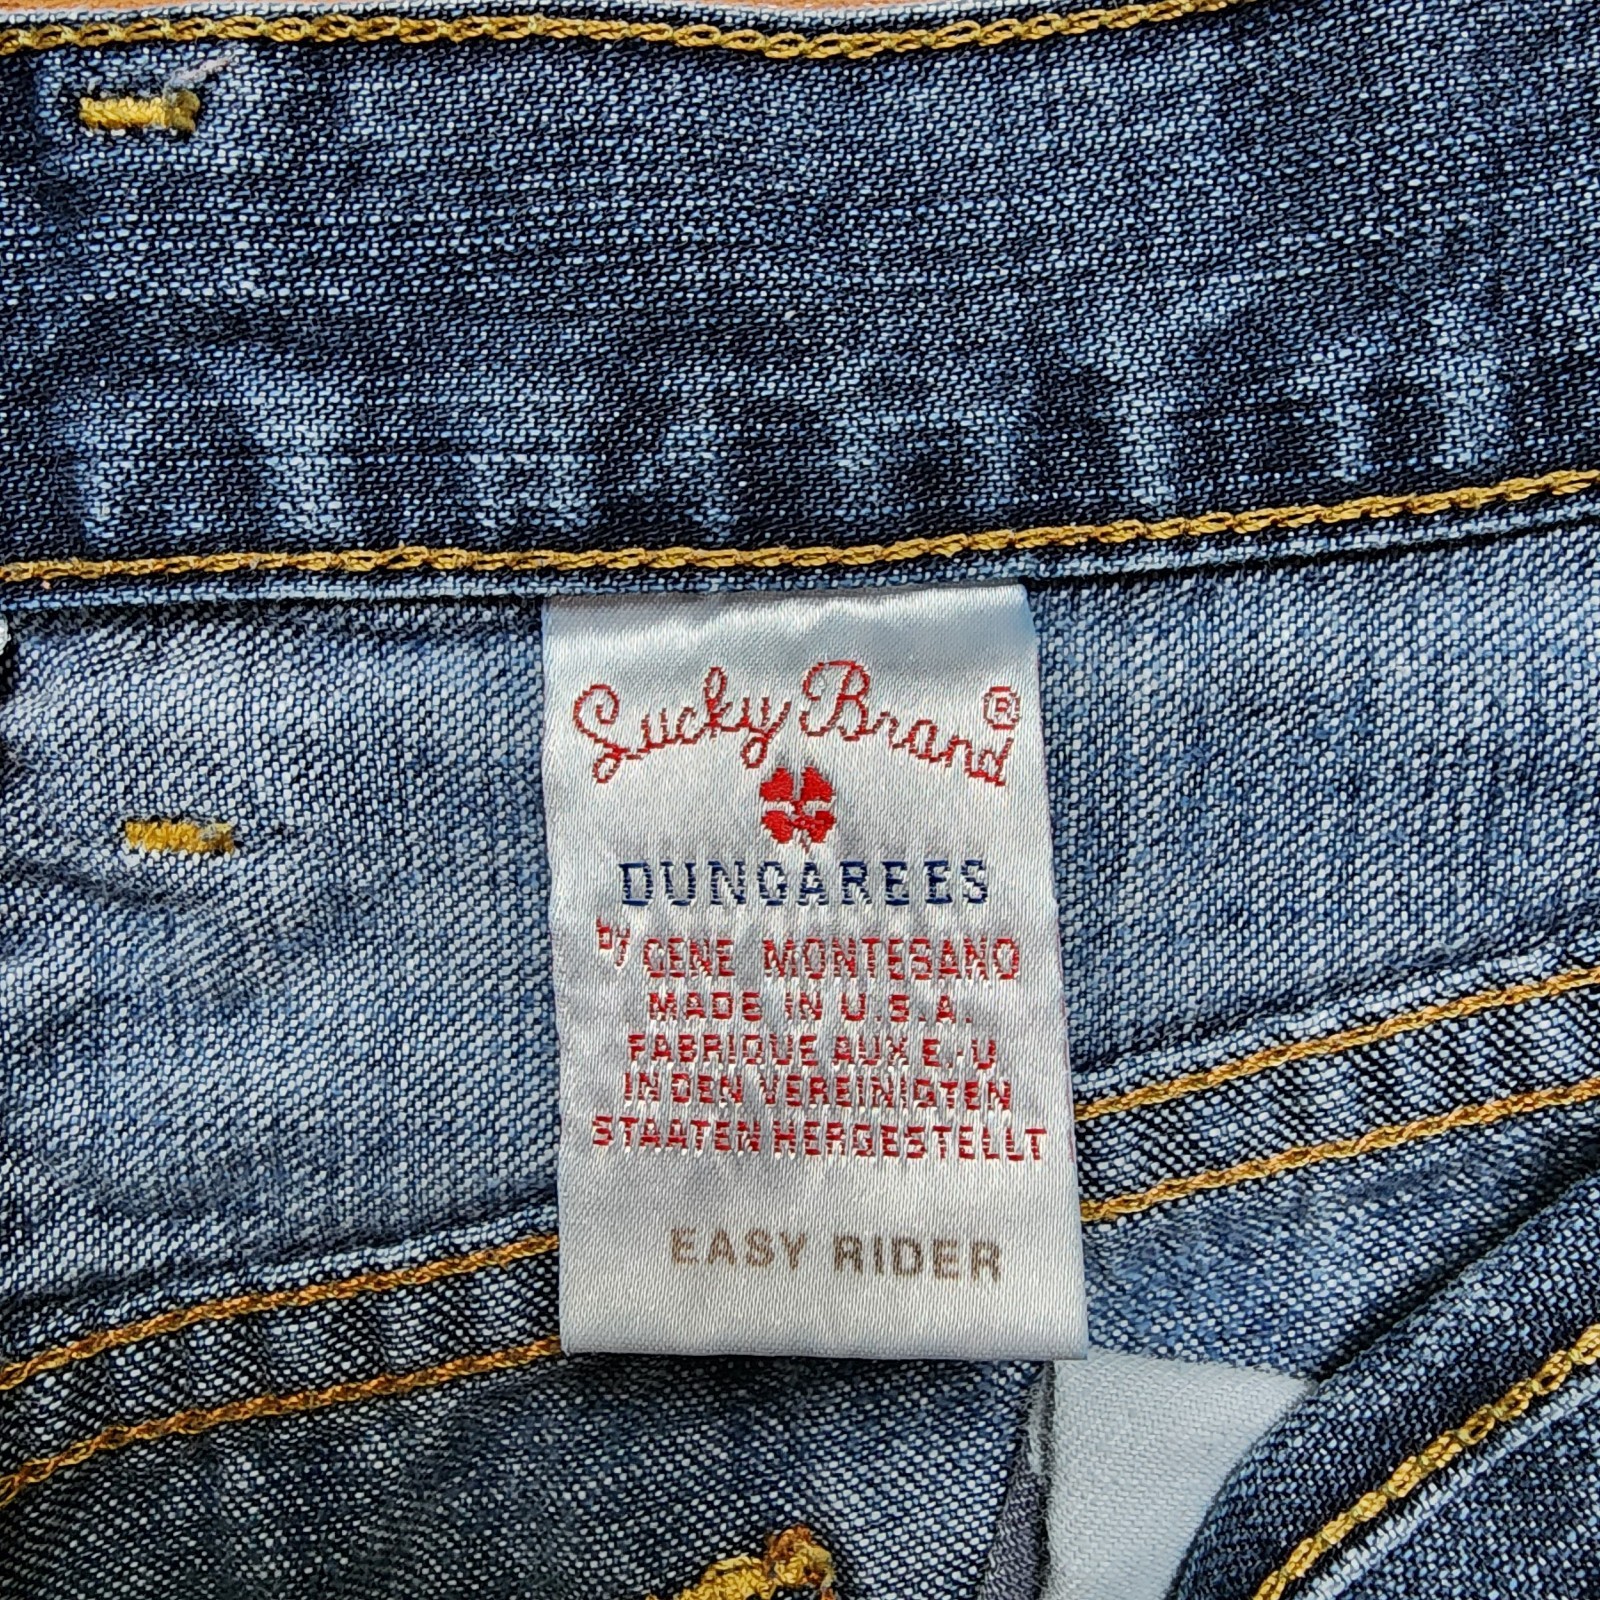 Lucky Brand®
DUNGAREES
by GENE MONTESANO
MADE IN U.S.A.
FABRIQUE AUX E/U
IN DEN VEREINIGTEN
STAATEN HERGESTELLT
EASY RIDER